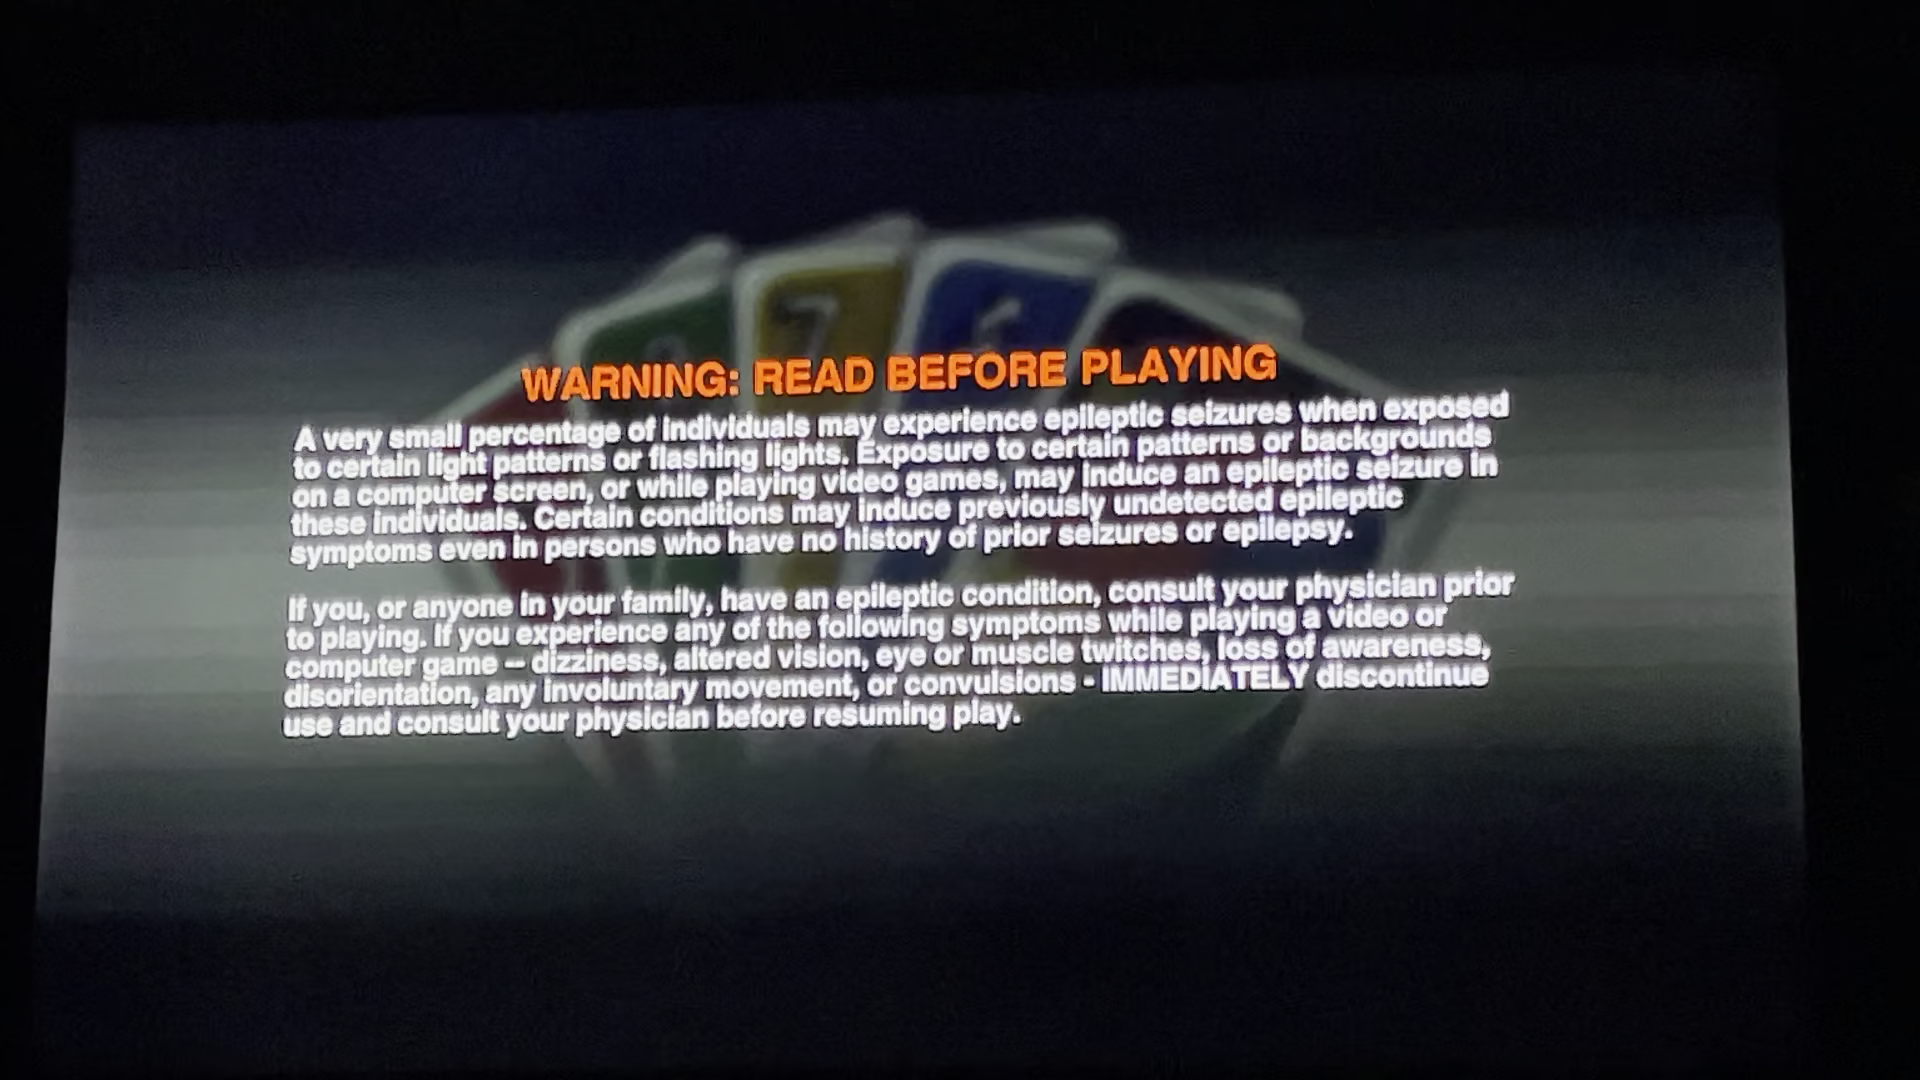 7
WARNING: READ BEFORE PLAYING
A very small percentage of individuals may experience epileptic seizures when exposed
to certain light patterns or flashing lights. Exposure to certain patterns or backgrounds
on a computer screen, or while playing video games, may induce an epileptic seizure in
these individuals. Certain conditions may induce previously undetected epileptic
symptoms even in persons who have no history of prior seizures or epilepsy.
If you, or anyone in your family, have an epileptic condition, consult your physician prior
to playing. If you experience any of the following symptoms while playing a video or
computer game – dizziness, altered vision, eye or muscle twitches, loss of awareness,
disorientation, any involuntary movement, or convulsions - IMMEDIATELY discontinue
use and consult your physician before resuming play.